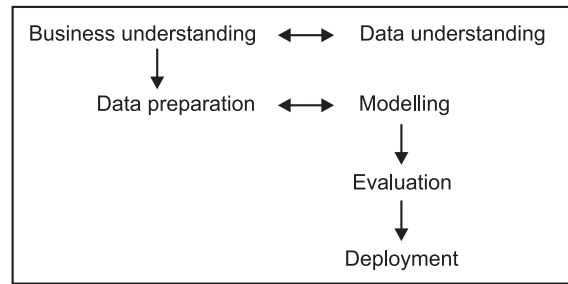 Business understanding Data understanding
Data preparation Modelling
Evaluation
Deployment